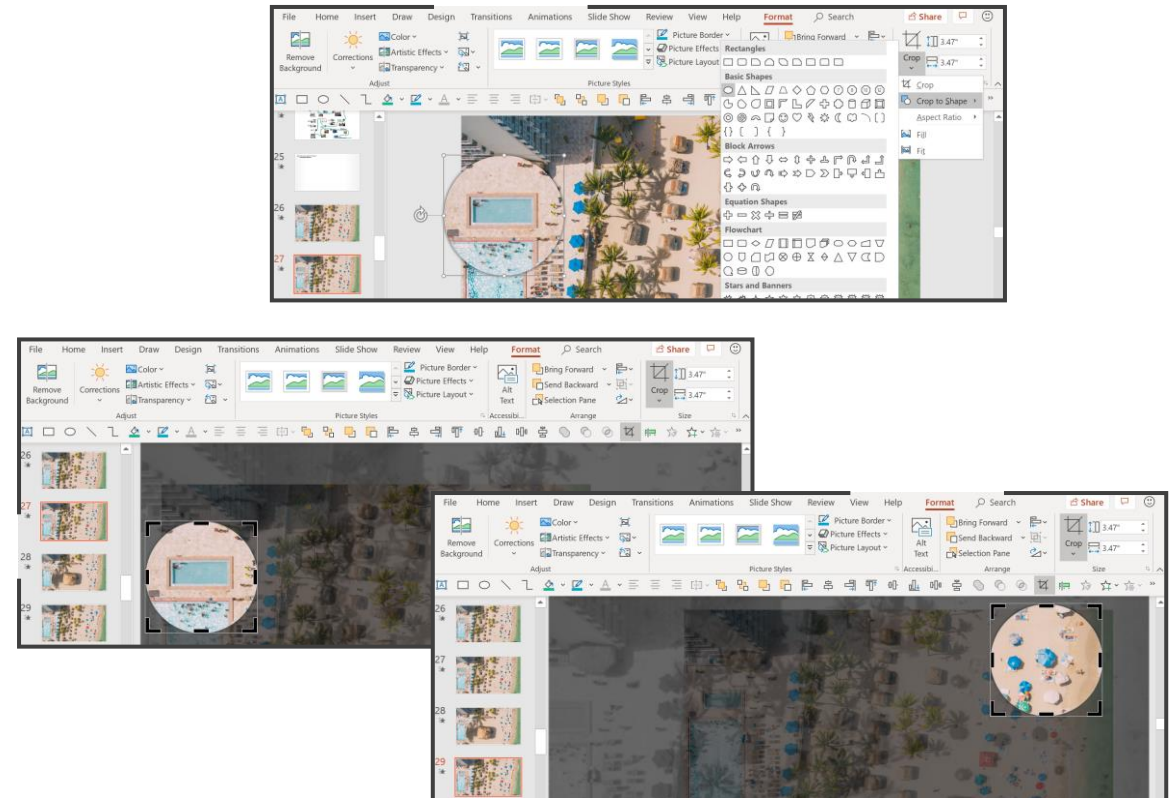 File Home Insert Draw Design Transitions Animations Slide Show Review View Help Format Search Share
Color
Artistic Effects
Transparency
Remove Background
Corrections
Adjust
Picture Styles
Picture Border
Picture Effects
Picture Layout
Bring Forward
Crop
3.47"
3.47"
Rectangles
Basic Shapes
Block Arrows
Equation Shapes
Flowchart
Stars and Banners
Crop
Crop to Shape
Aspect Ratio
Fill
Fit
25
26
27
File Home Insert Draw Design Transitions Animations Slide Show Review View Help Format Search Share
Color
Artistic Effects
Transparency
Remove Background
Corrections
Adjust
Picture Styles
Picture Border
Picture Effects
Picture Layout
Alt Text
Accessibi...
Bring Forward
Send Backward
Selection Pane
Arrange
Crop
3.47"
3.47"
Size
26
27
28
29
File Home Insert Draw Design Transitions Animations Slide Show Review View Help Format Search Share
Color
Artistic Effects
Transparency
Remove Background
Corrections
Adjust
Picture Styles
Picture Border
Picture Effects
Picture Layout
Alt Text
Accessibi...
Bring Forward
Send Backward
Selection Pane
Arrange
Crop
3.47"
3.47"
Size
26
27
28
29